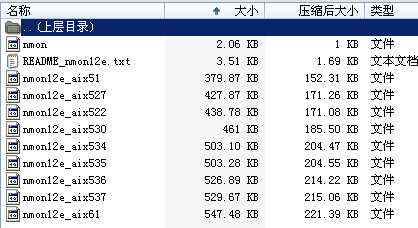 名称 大小 压缩后大小 类型
..(上层目录)
nmon 2.06 KB 1 KB 文件
README_nmon12e.txt 3.51 KB 1.69 KB 文本文档
nmon12e_aix51 379.87 KB 152.31 KB 文件
nmon12e_aix527 427.87 KB 171.26 KB 文件
nmon12e_aix522 438.78 KB 171.08 KB 文件
nmon12e_aix530 461 KB 185.50 KB 文件
nmon12e_aix534 503.10 KB 204.47 KB 文件
nmon12e_aix535 503.28 KB 204.55 KB 文件
nmon12e_aix536 526.89 KB 214.22 KB 文件
nmon12e_aix537 529.67 KB 215.06 KB 文件
nmon12e_aix61 547.48 KB 221.39 KB 文件